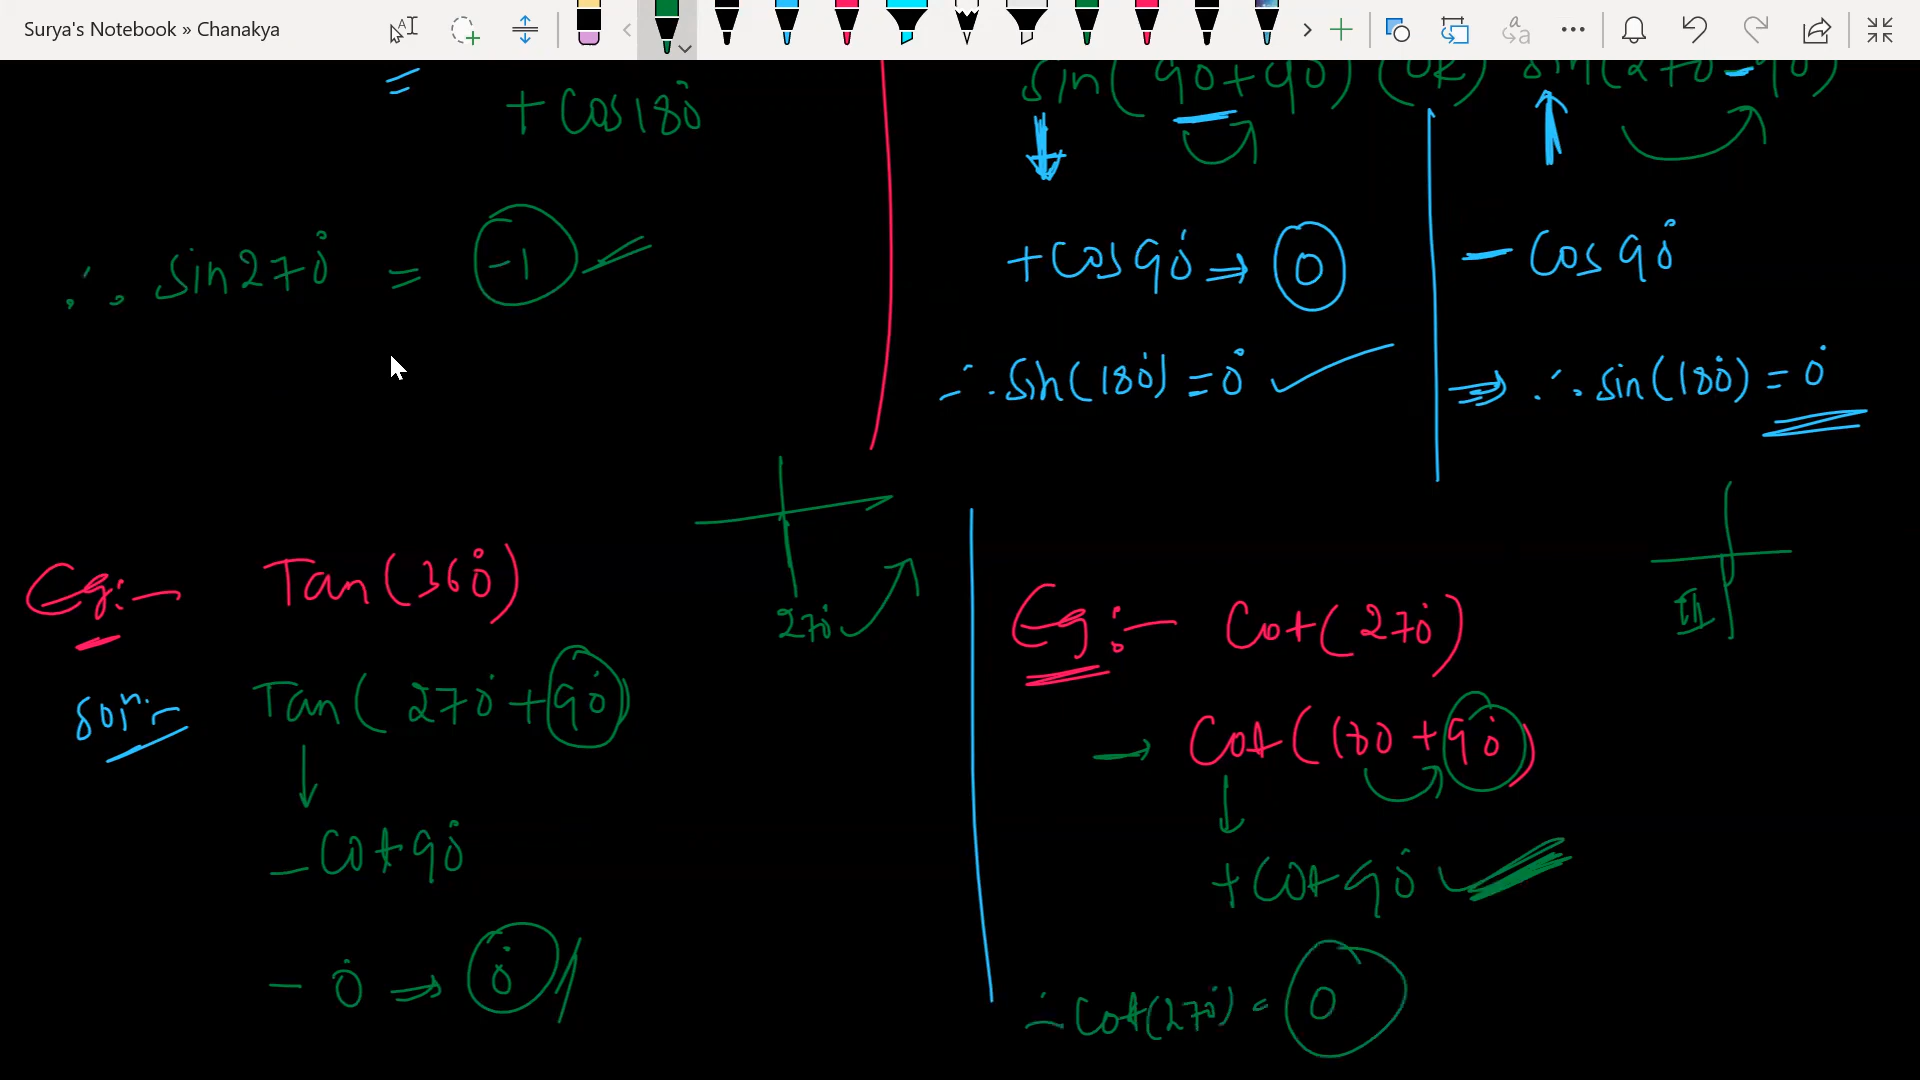 Surya's Notebook » Chanakya
+ Cos 180°
∴ Sin 270° = -1
Sin(90+90) (OR) Sin(270-90)
+Cos 90° ⇒ 0
∴ Sin(180°) = 0°
- Cos 90°
⇒ ∴ Sin(180°) = 0°
Eg:- Tan(360°)
270°
Soln:- Tan(270°+90°)
↓
-Cot 90°
- 0° ⇒ 0°
Eg:- Cot(270°)
III
→ Cot(180+90°)
↓
+Cot 90°
∴ Cot(270°) = 0